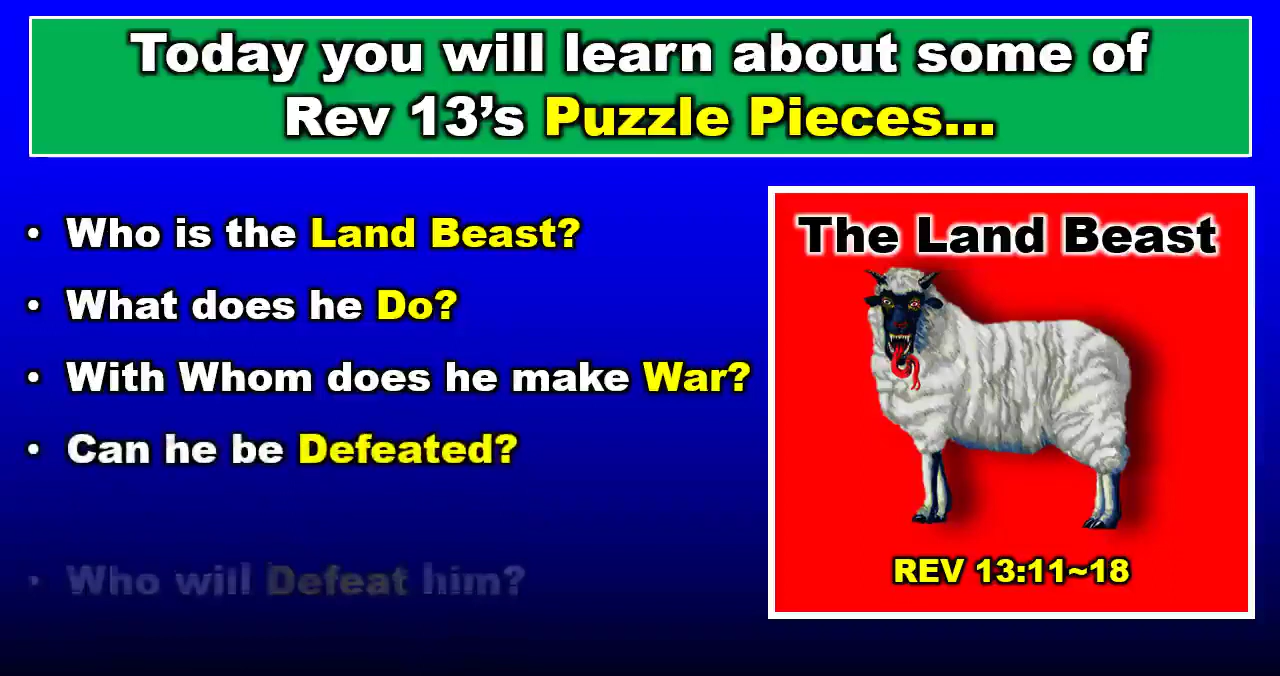 Today you will learn about some of
Rev 13’s Puzzle Pieces...
• Who is the Land Beast?
• What does he Do?
• With Whom does he make War?
• Can he be Defeated?
• Who will Defeat him?
The Land Beast
REV 13:11~18